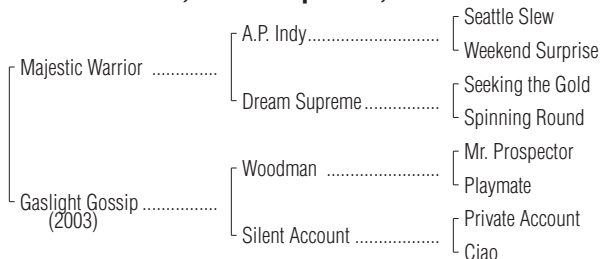 Seattle Slew
A.P. Indy
Weekend Surprise
Majestic Warrior
Seeking the Gold
Dream Supreme
Spinning Round
Mr. Prospector
Woodman
Playmate
Gaslight Gossip
(2003)
Private Account
Silent Account
Ciao